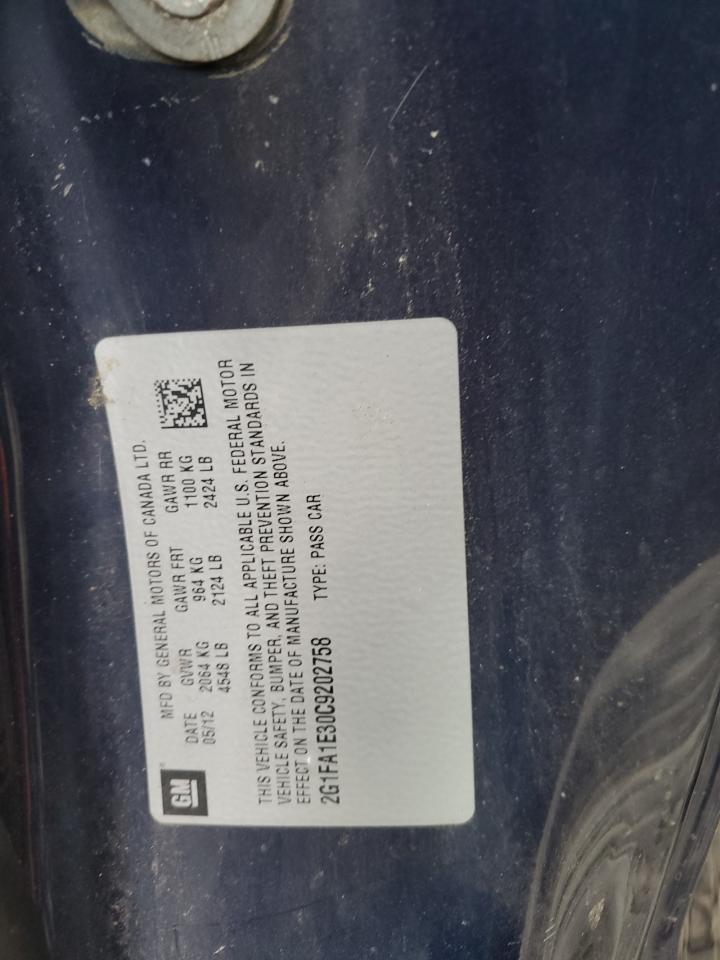 GM
MFD BY GENERAL MOTORS OF CANADA LTD.
DATE GVWR GAWR FRT GAWR RR
05/12 2064 KG 964 KG 1100 KG
4548 LB 2124 LB 2424 LB
THIS VEHICLE CONFORMS TO ALL APPLICABLE U.S. FEDERAL MOTOR
VEHICLE SAFETY, BUMPER, AND THEFT PREVENTION STANDARDS IN
EFFECT ON THE DATE OF MANUFACTURE SHOWN ABOVE.
2G1FA1E30C9202758 TYPE: PASS CAR